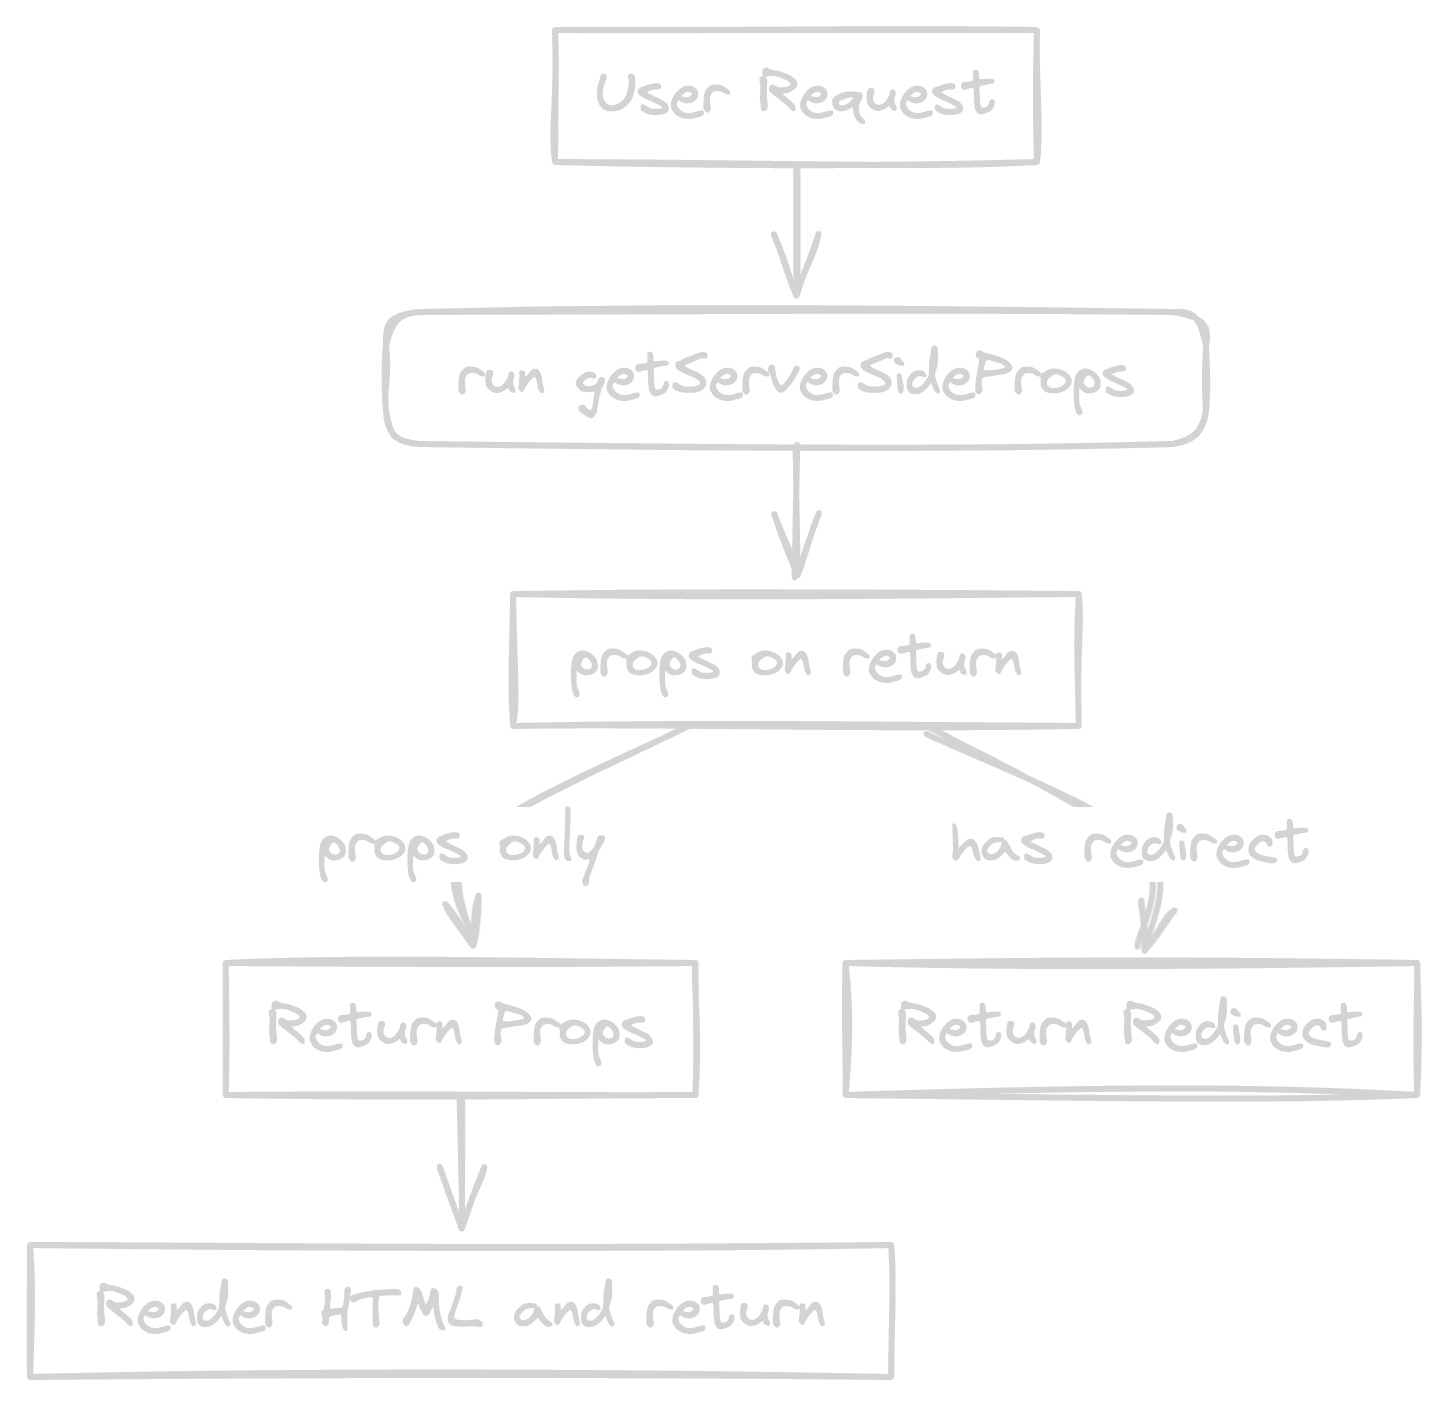 User Request
run getServerSideProps
props on return
props only
has redirect
Return Props
Return Redirect
Render HTML and return